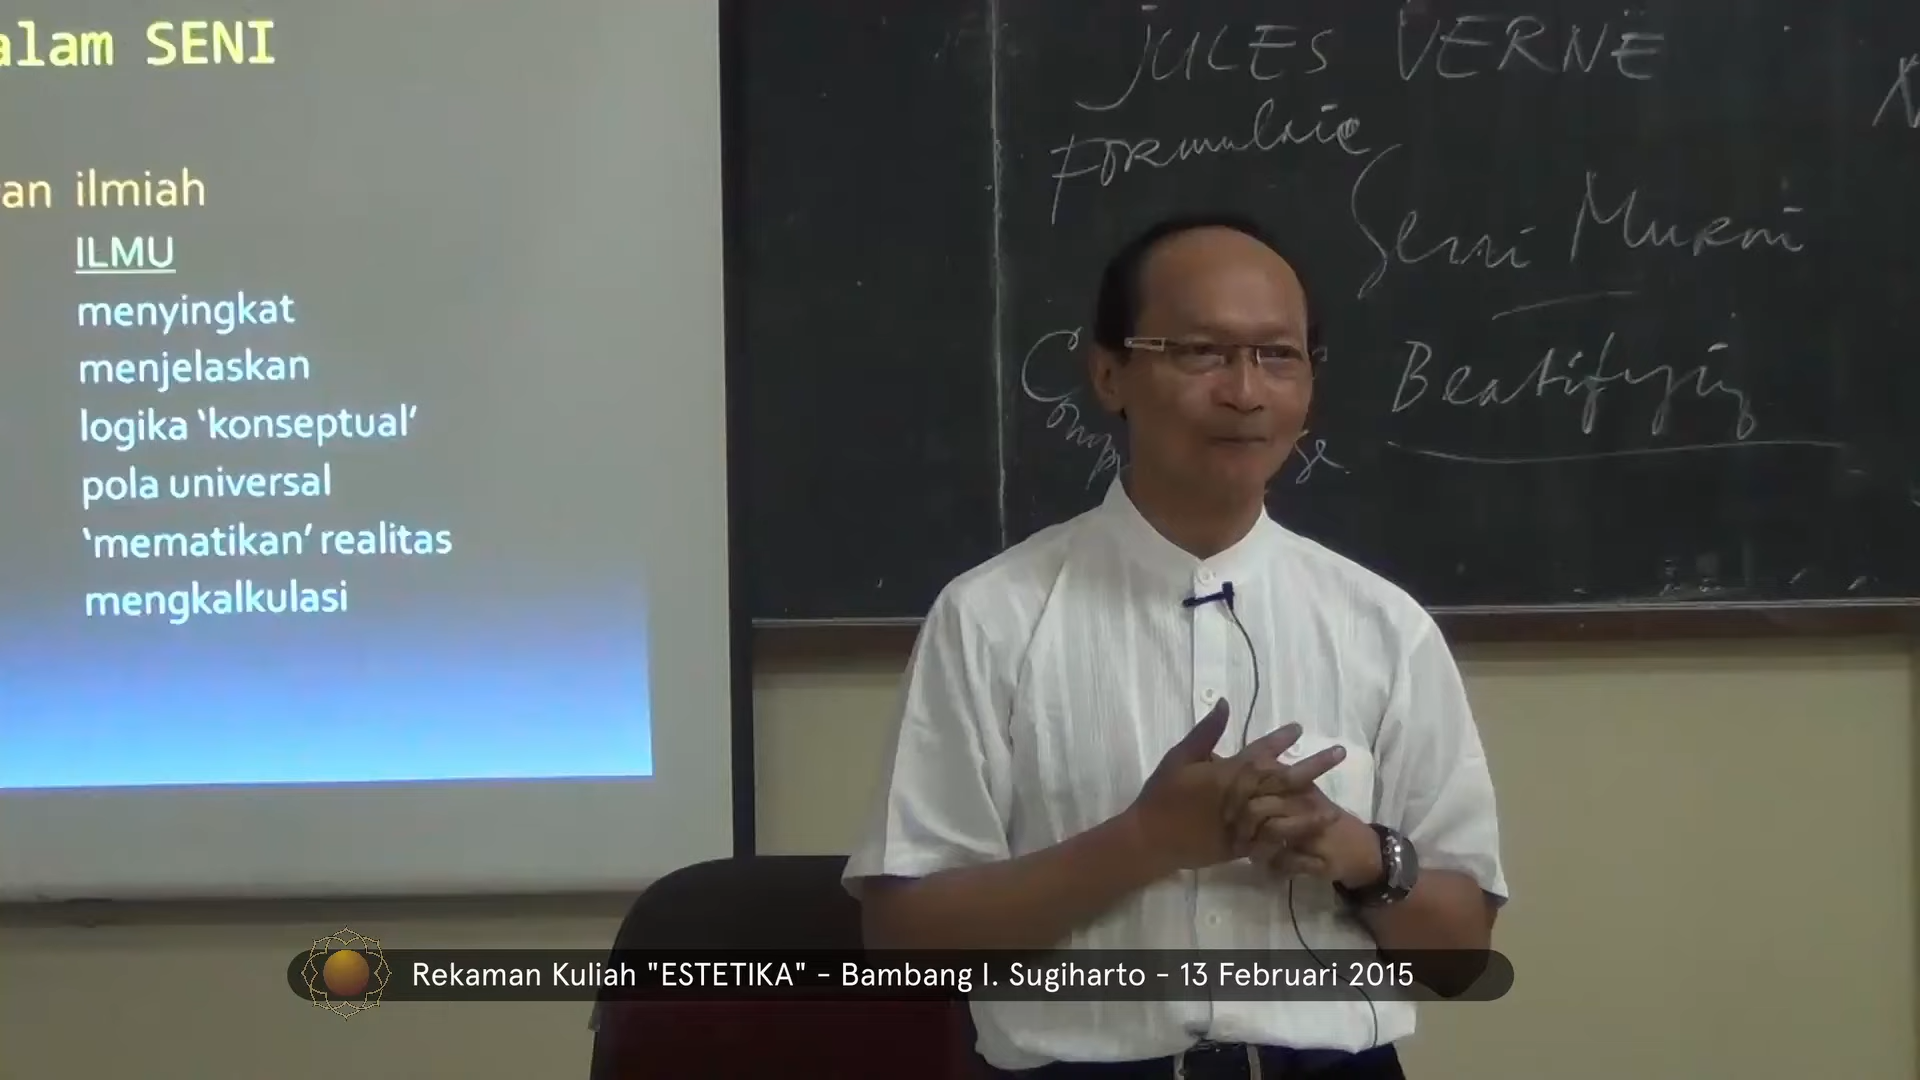 alam SENI
an ilmiah
ILMU
menyingkat
menjelaskan
logika ‘konseptual’
pola universal
‘mematikan’ realitas
mengkalkulasi
JULES VERNE
FORmulaic
Seni MuRni
Beatifying
Rekaman Kuliah "ESTETIKA" - Bambang I. Sugiharto - 13 Februari 2015